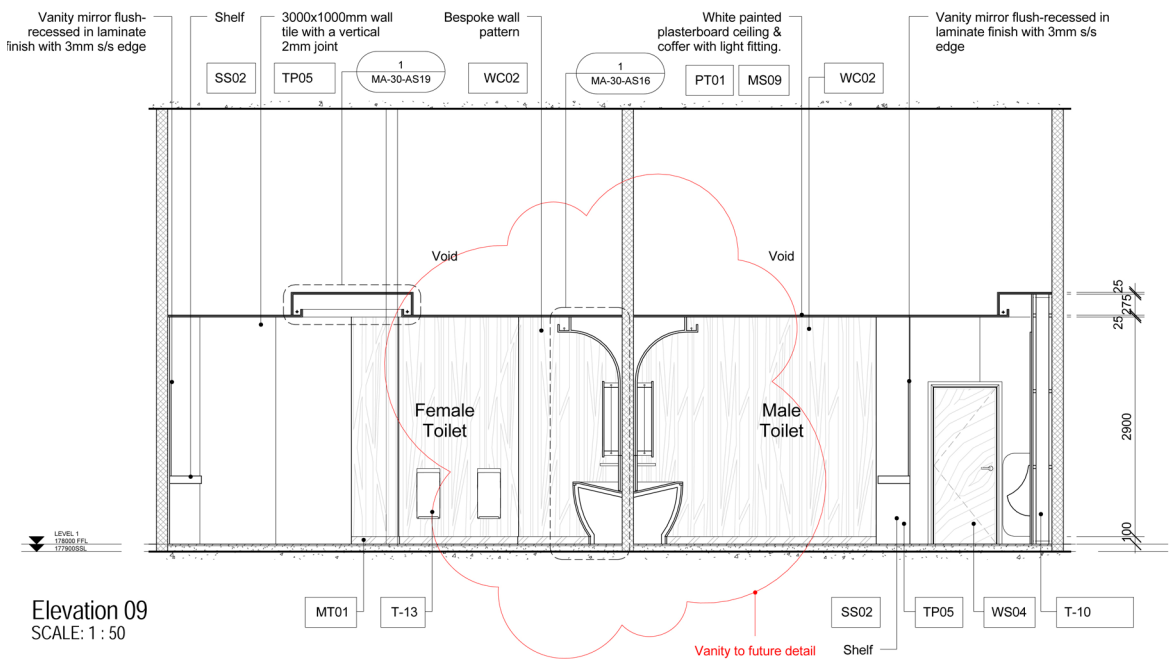 Vanity mirror flush-
recessed in laminate
finish with 3mm s/s edge
Shelf
3000x1000mm wall
tile with a vertical
2mm joint
Bespoke wall
pattern
White painted
plasterboard ceiling &
coffer with light fitting.
Vanity mirror flush-recessed in
laminate finish with 3mm s/s
edge
SS02
TP05
1
MA-30-AS19
WC02
1
MA-30-AS16
PT01
MS09
WC02
Void
Void
25
275
25
Female
Toilet
Male
Toilet
2900
LEVEL 1
178000 FFL
177900SSL
100
Elevation 09
SCALE: 1 : 50
MT01
T-13
SS02
TP05
WS04
T-10
Vanity to future detail
Shelf